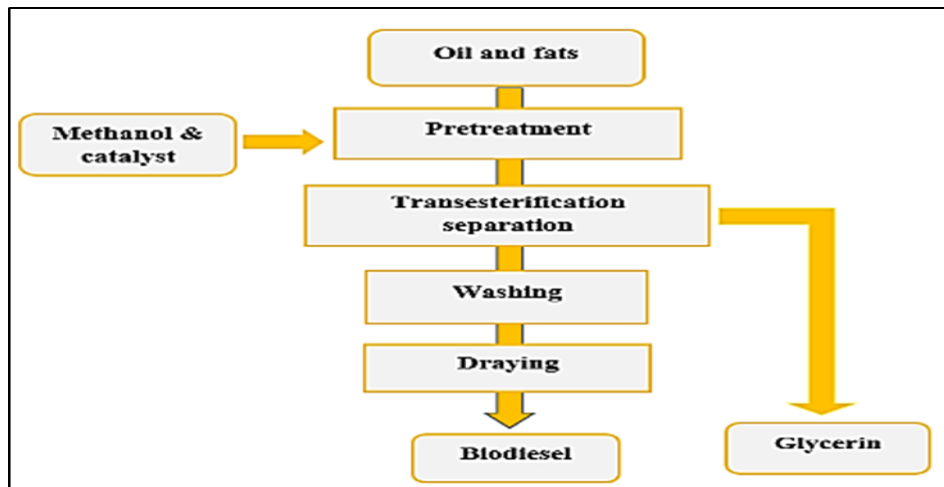 Oil and fats
Methanol &
catalyst
Pretreatment
Transesterification
separation
Washing
Draying
Biodiesel
Glycerin